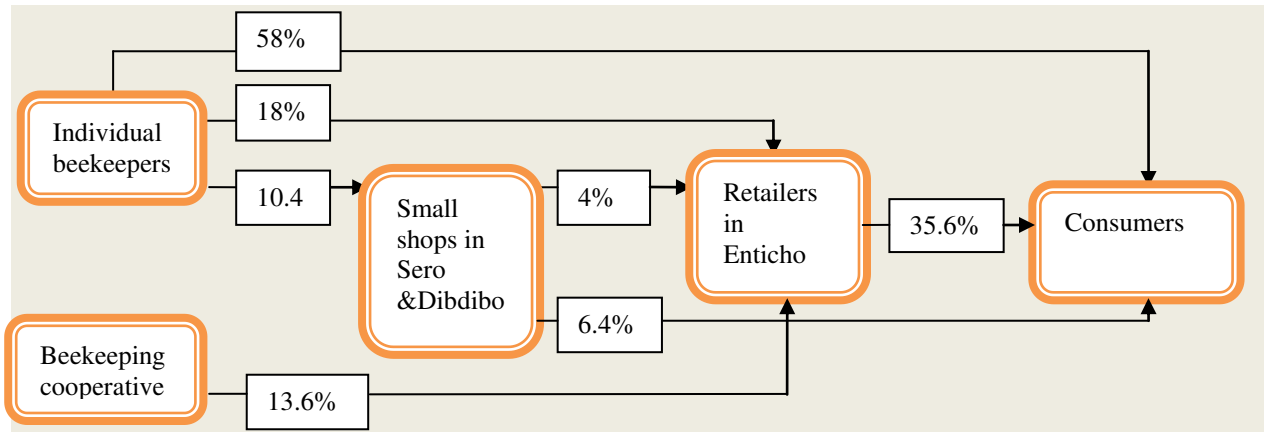 58%
18%
Individual
beekeepers
10.4
Small
shops in
Sero
&Dibdibo
4%
Retailers
in
Enticho
35.6%
Consumers
6.4%
Beekeeping
cooperative
13.6%